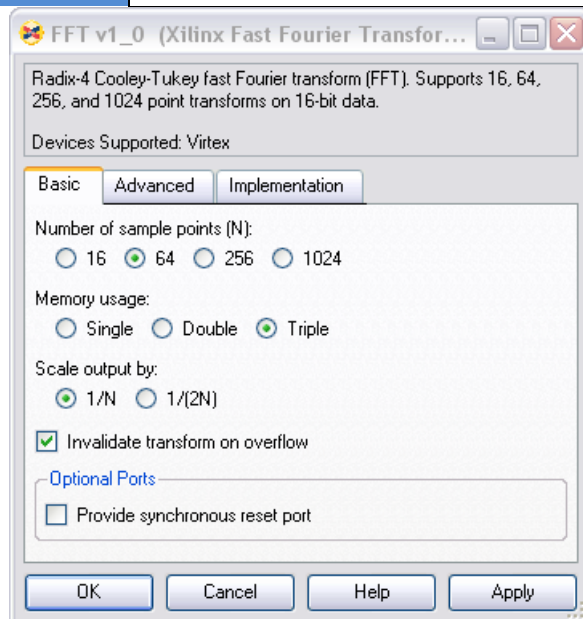 FFT v1_0 (Xilinx Fast Fourier Transfor...
Radix-4 Cooley-Tukey fast Fourier transform (FFT). Supports 16, 64,
256, and 1024 point transforms on 16-bit data.
Devices Supported: Virtex
Basic Advanced Implementation
Number of sample points (N):
16 64 256 1024
Memory usage:
Single Double Triple
Scale output by:
1/N 1/(2N)
Invalidate transform on overflow
Optional Ports
Provide synchronous reset port
OK Cancel Help Apply